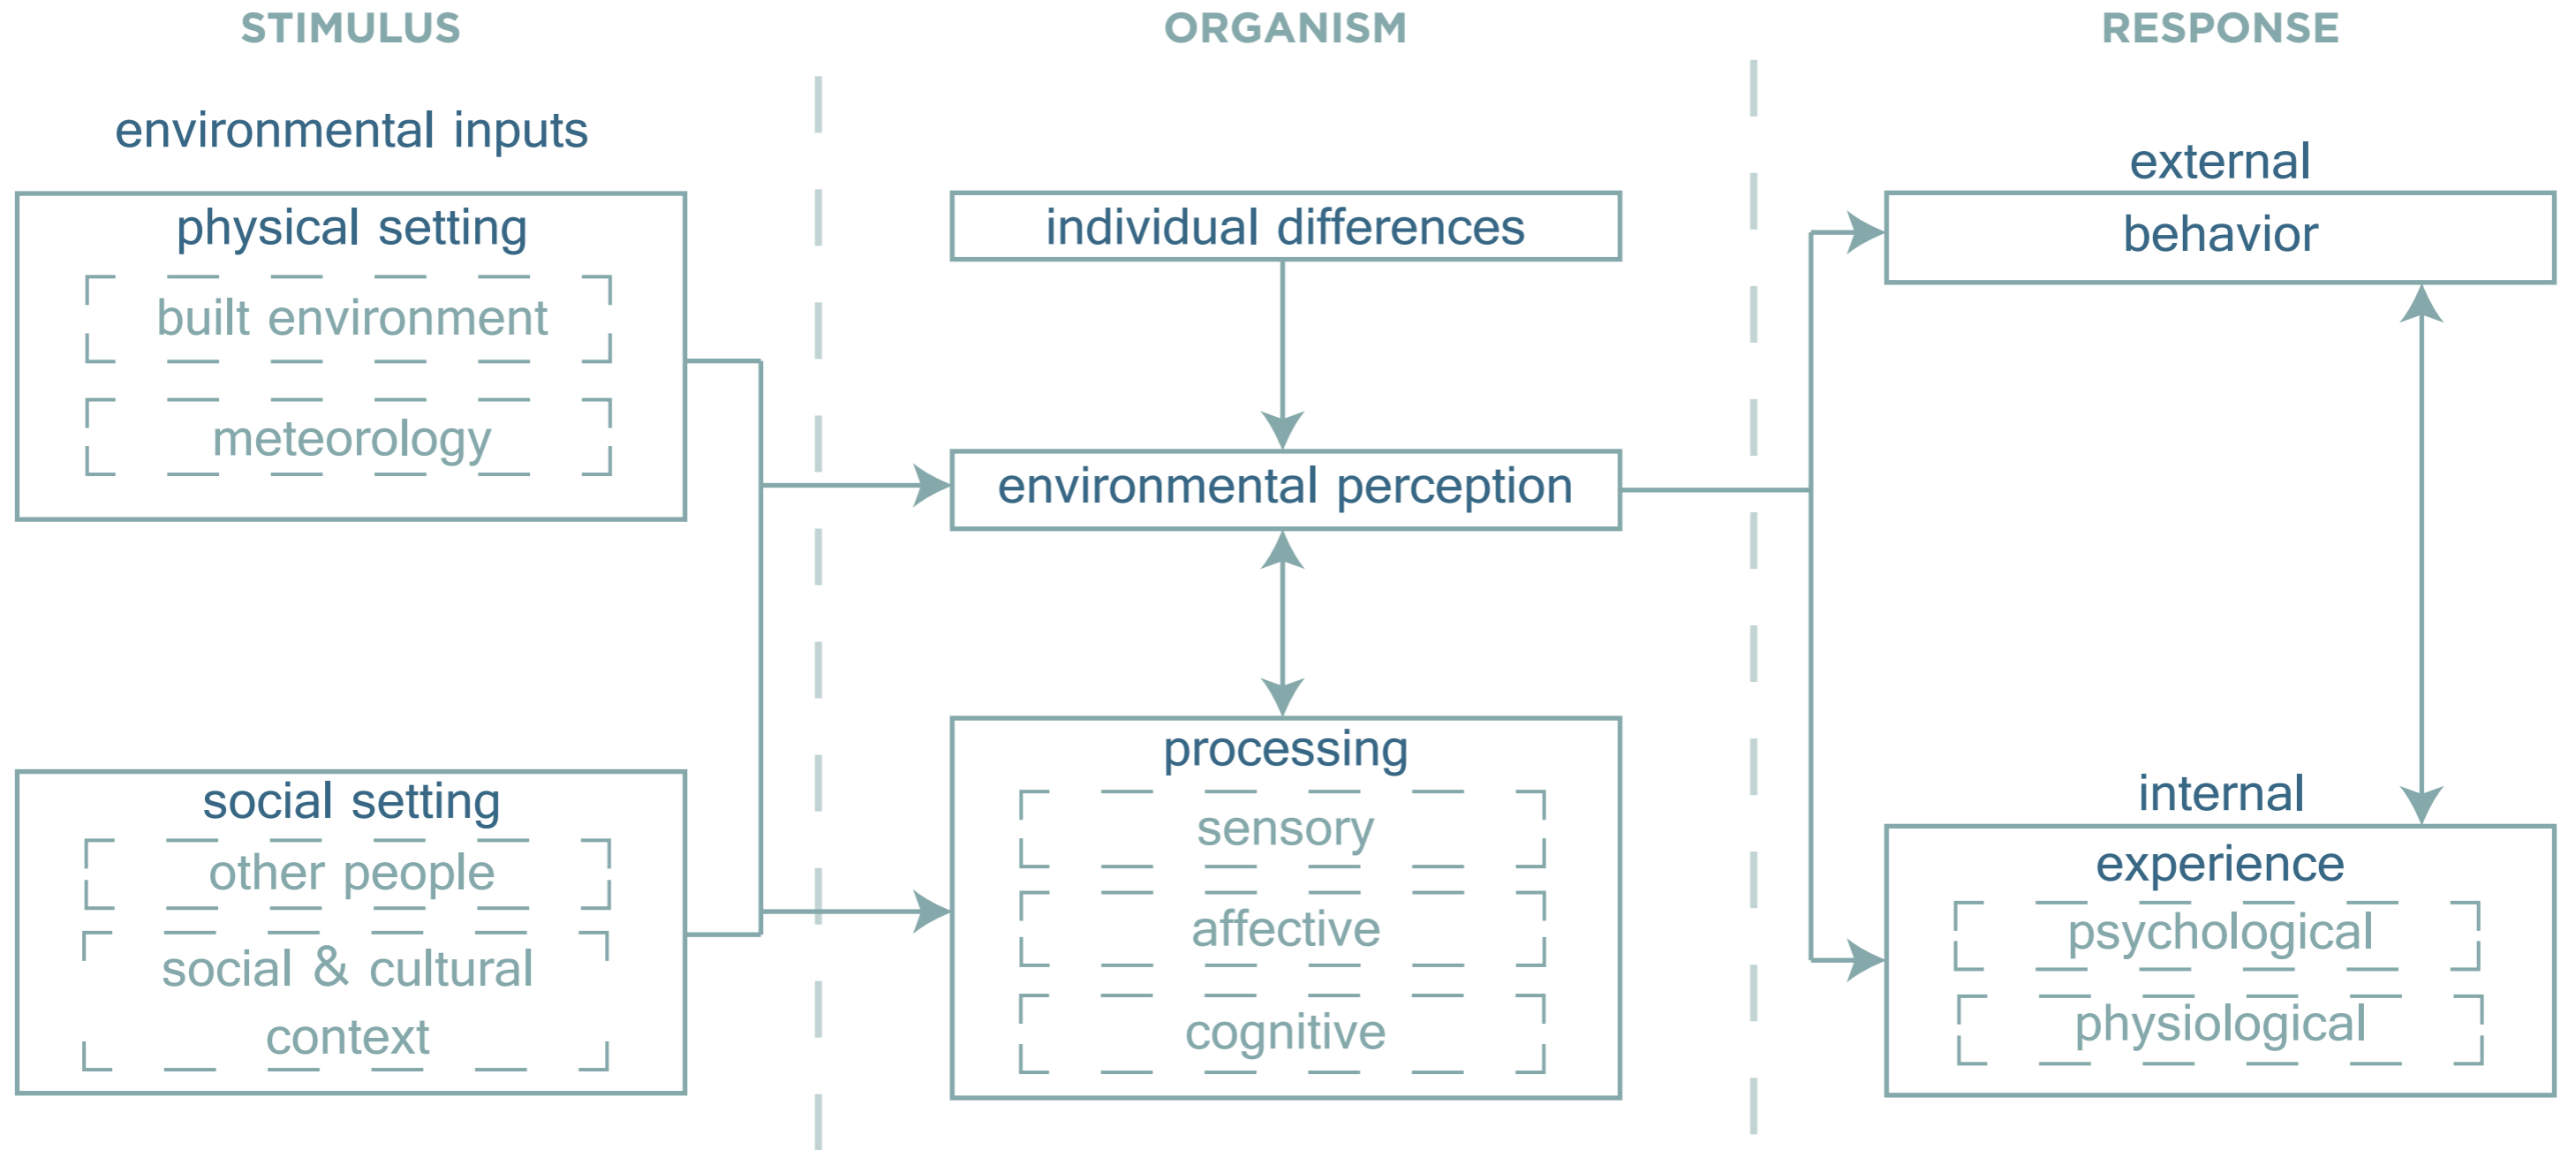 STIMULUS
ORGANISM
RESPONSE
environmental inputs
physical setting
built environment
meteorology
social setting
other people
social & cultural
context
individual differences
environmental perception
processing
sensory
affective
cognitive
external
behavior
internal
experience
psychological
physiological